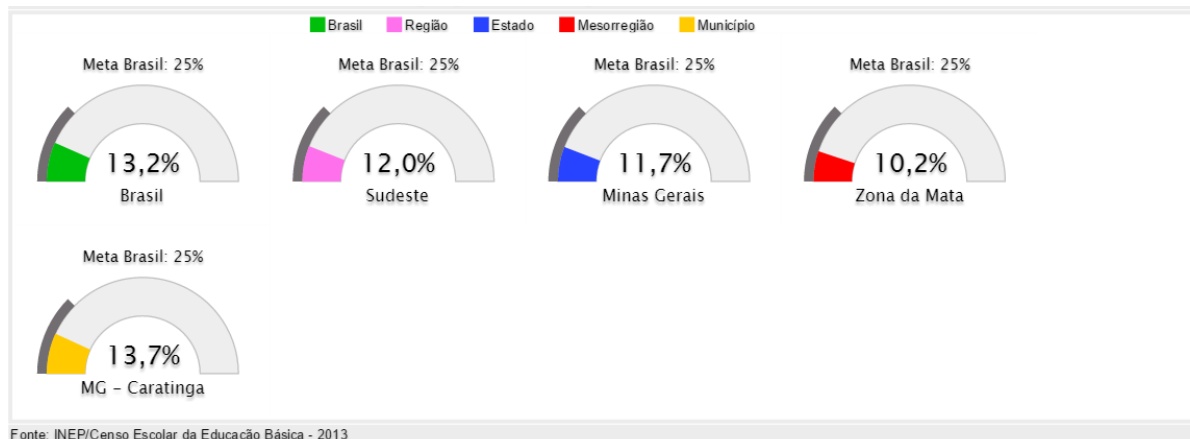 Brasil Região Estado Mesorregião Município
Meta Brasil: 25% Meta Brasil: 25% Meta Brasil: 25% Meta Brasil: 25%
13,2% 12,0% 11,7% 10,2%
Brasil Sudeste Minas Gerais Zona da Mata
Meta Brasil: 25%
13,7%
MG - Caratinga
Fonte: INEP/Censo Escolar da Educação Básica - 2013